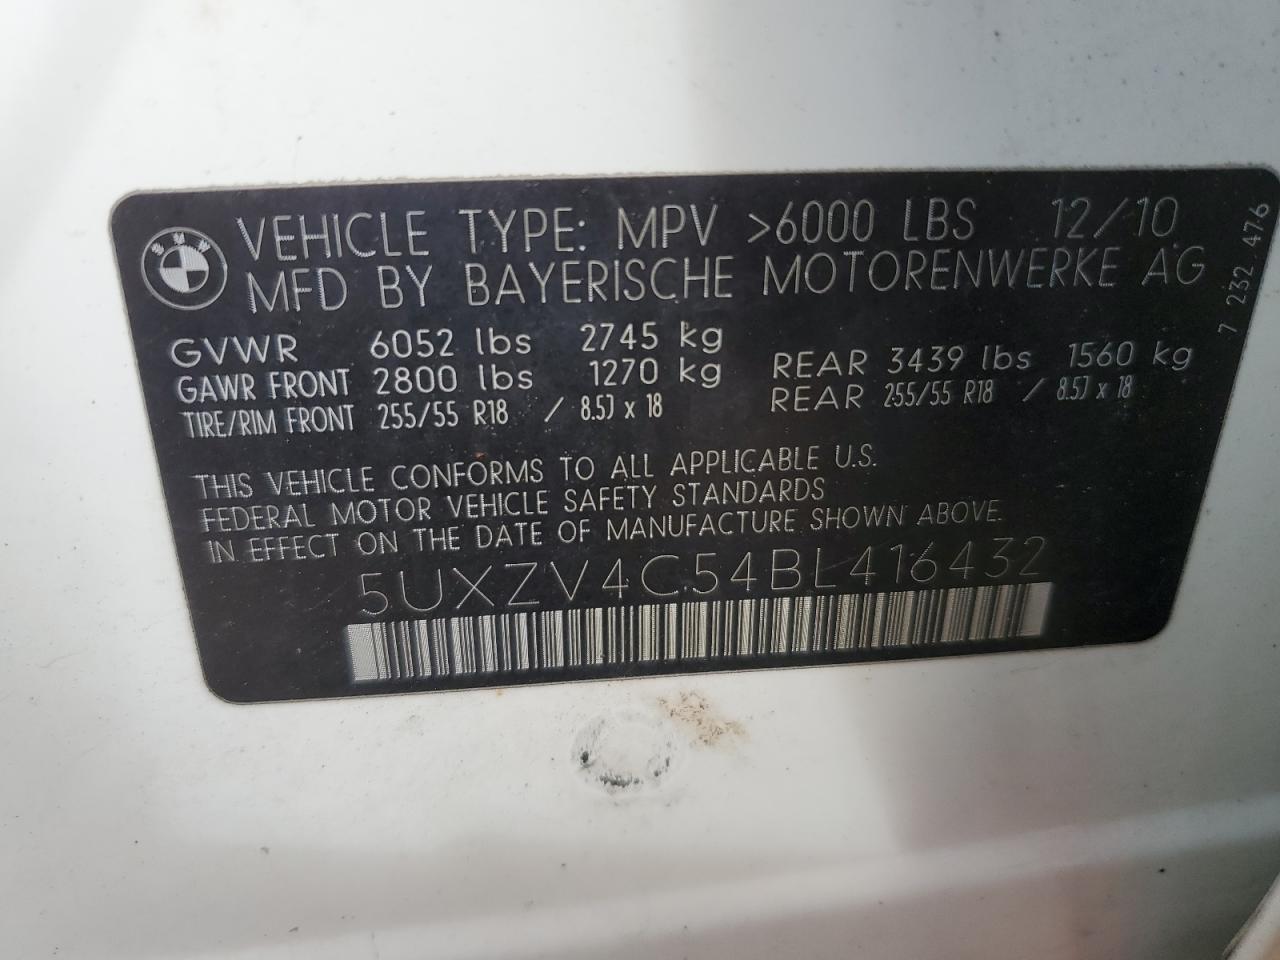 VEHICLE TYPE: MPV >6000 LBS 12/10
MFD BY BAYERISCHE MOTORENWERKE AG
7 232 476
GVWR 6052 lbs 2745 kg
GAWR FRONT 2800 lbs 1270 kg REAR 3439 lbs 1560 kg
TIRE/RIM FRONT 255/55 R18 / 8.5J x 18 REAR 255/55 R18 / 8.5J x 18
THIS VEHICLE CONFORMS TO ALL APPLICABLE U.S.
FEDERAL MOTOR VEHICLE SAFETY STANDARDS
IN EFFECT ON THE DATE OF MANUFACTURE SHOWN ABOVE.
5UXZV4C54BL416432